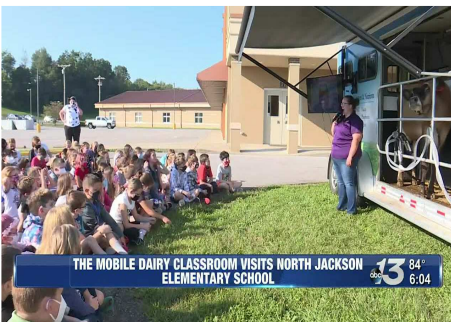 THE MOBILE DAIRY CLASSROOM VISITS NORTH JACKSON
ELEMENTARY SCHOOL
abc 13
84°
6:04